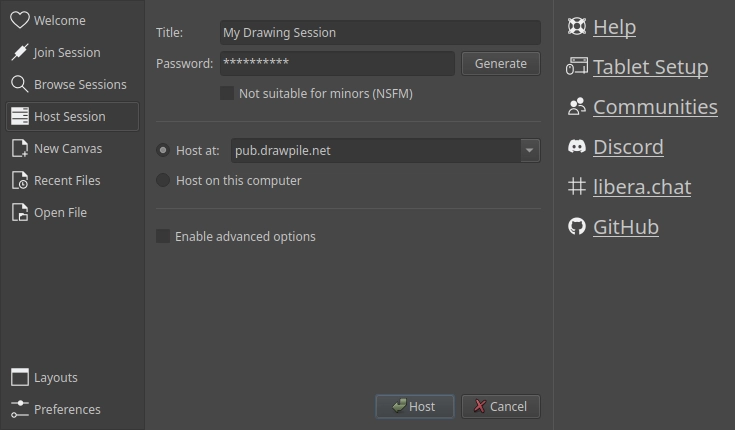 Welcome
Join Session
Browse Sessions
Host Session
New Canvas
Recent Files
Open File
Layouts
Preferences
Title: My Drawing Session
Password: ********** Generate
Not suitable for minors (NSFM)
Host at: pub.drawpile.net
Host on this computer
Enable advanced options
Host Cancel
Help
Tablet Setup
Communities
Discord
libera.chat
GitHub